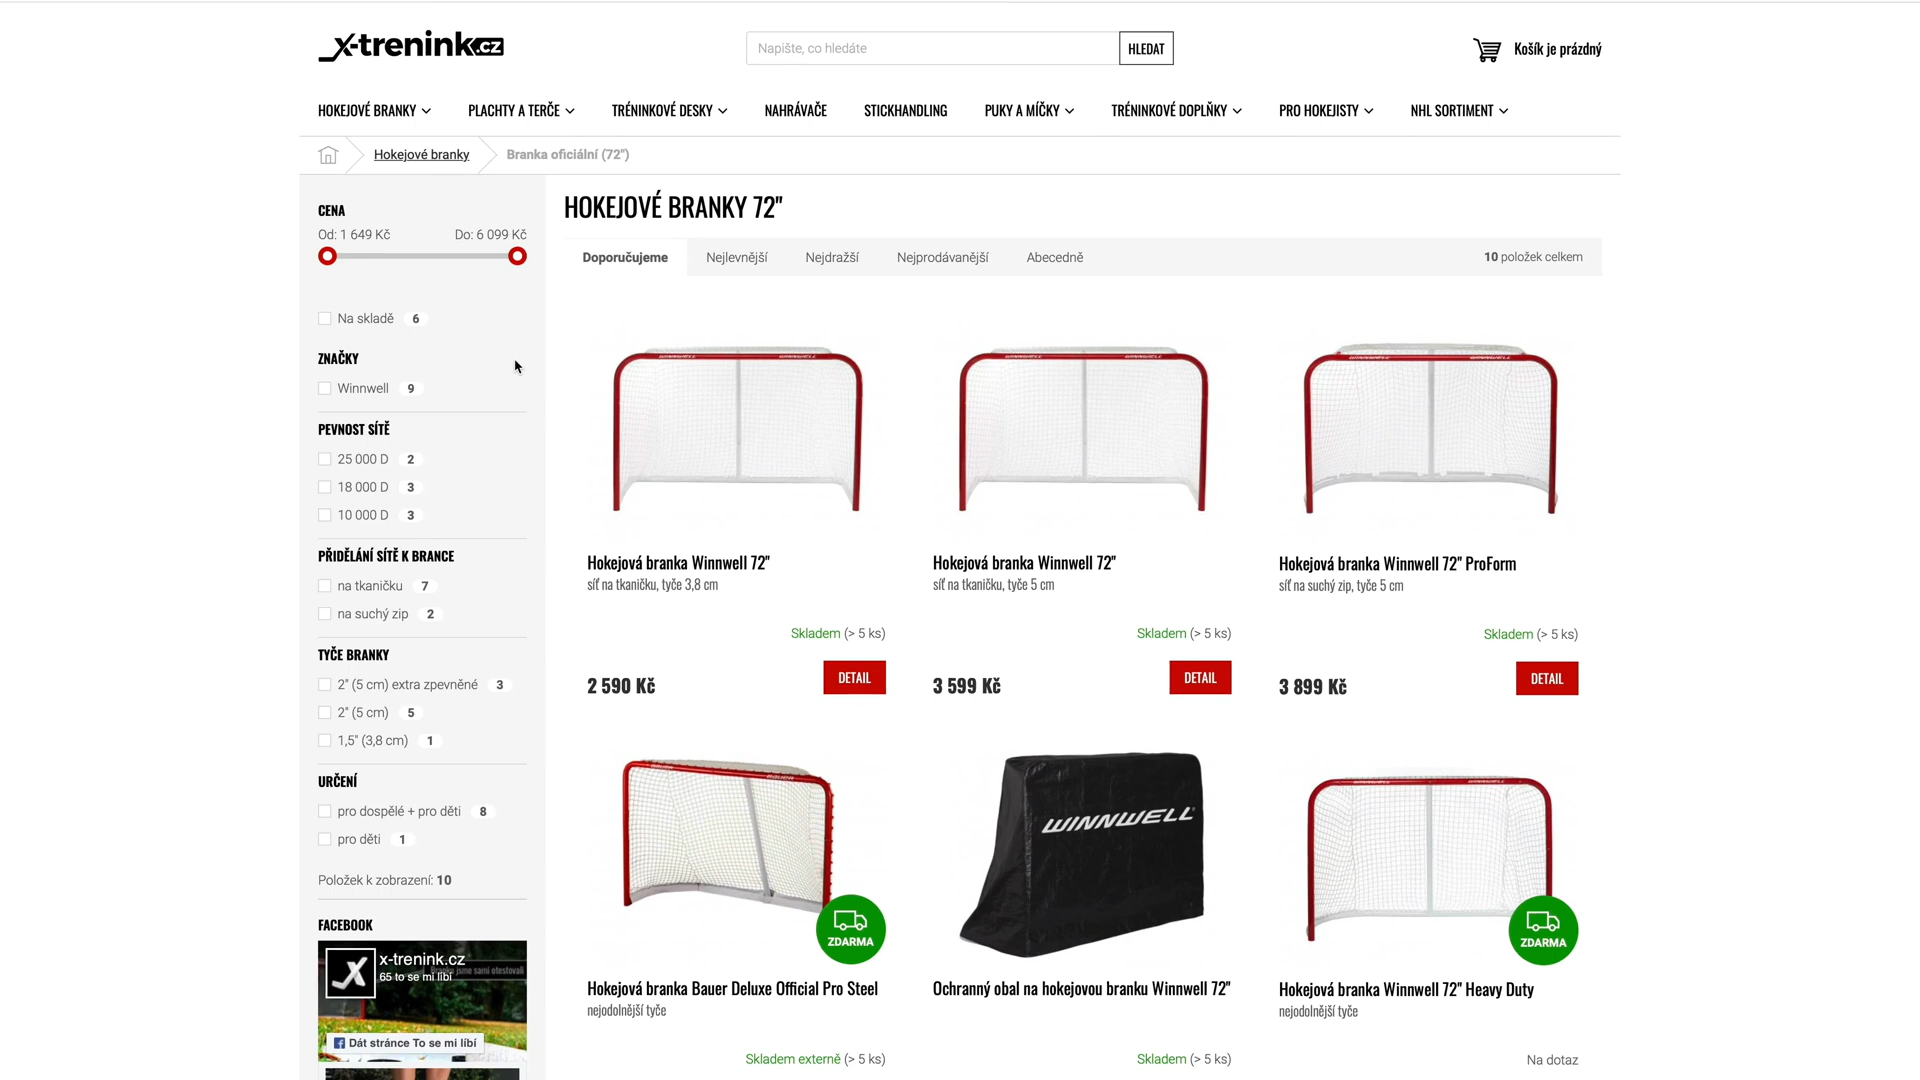 x-trenink.cz
Napište, co hledáte
HLEDAT
Košík je prázdný
HOKEJOVÉ BRANKY
PLACHTY A TERČE
TRÉNINKOVÉ DESKY
NAHRÁVAČE
STICKHANDLING
PUKY A MÍČKY
TRÉNINKOVÉ DOPLŇKY
PRO HOKEJISTY
NHL SORTIMENT
Hokejové branky
Branka oficiální (72")
CENA
Od: 1 649 Kč
Do: 6 099 Kč
Na skladě 6
ZNAČKY
Winnwell 9
PEVNOST SÍTĚ
25 000 D 2
18 000 D 3
10 000 D 3
PŘIDĚLÁNÍ SÍTĚ K BRANCE
na tkaničku 7
na suchý zip 2
TYČE BRANKY
2" (5 cm) extra zpevněné 3
2" (5 cm) 5
1,5" (3,8 cm) 1
URČENÍ
pro dospělé + pro děti 8
pro děti 1
Položek k zobrazení: 10
FACEBOOK
x-trenink.cz
65 to se mi líbí
Dát stránce To se mi líbí
HOKEJOVÉ BRANKY 72"
Doporučujeme
Nejlevnější
Nejdražší
Nejprodávanější
Abecedně
10 položek celkem
Hokejová branka Winnwell 72"
síť na tkaničku, tyče 3,8 cm
Skladem (> 5 ks)
2 590 Kč
DETAIL
Hokejová branka Winnwell 72"
síť na tkaničku, tyče 5 cm
Skladem (> 5 ks)
3 599 Kč
DETAIL
Hokejová branka Winnwell 72" ProForm
síť na suchý zip, tyče 5 cm
Skladem (> 5 ks)
3 899 Kč
DETAIL
ZDARMA
Hokejová branka Bauer Deluxe Official Pro Steel
nejodolnější tyče
Skladem externě (> 5 ks)
WINNWELL
Ochranný obal na hokejovou branku Winnwell 72"
Skladem (> 5 ks)
ZDARMA
Hokejová branka Winnwell 72" Heavy Duty
nejodolnější tyče
Na dotaz